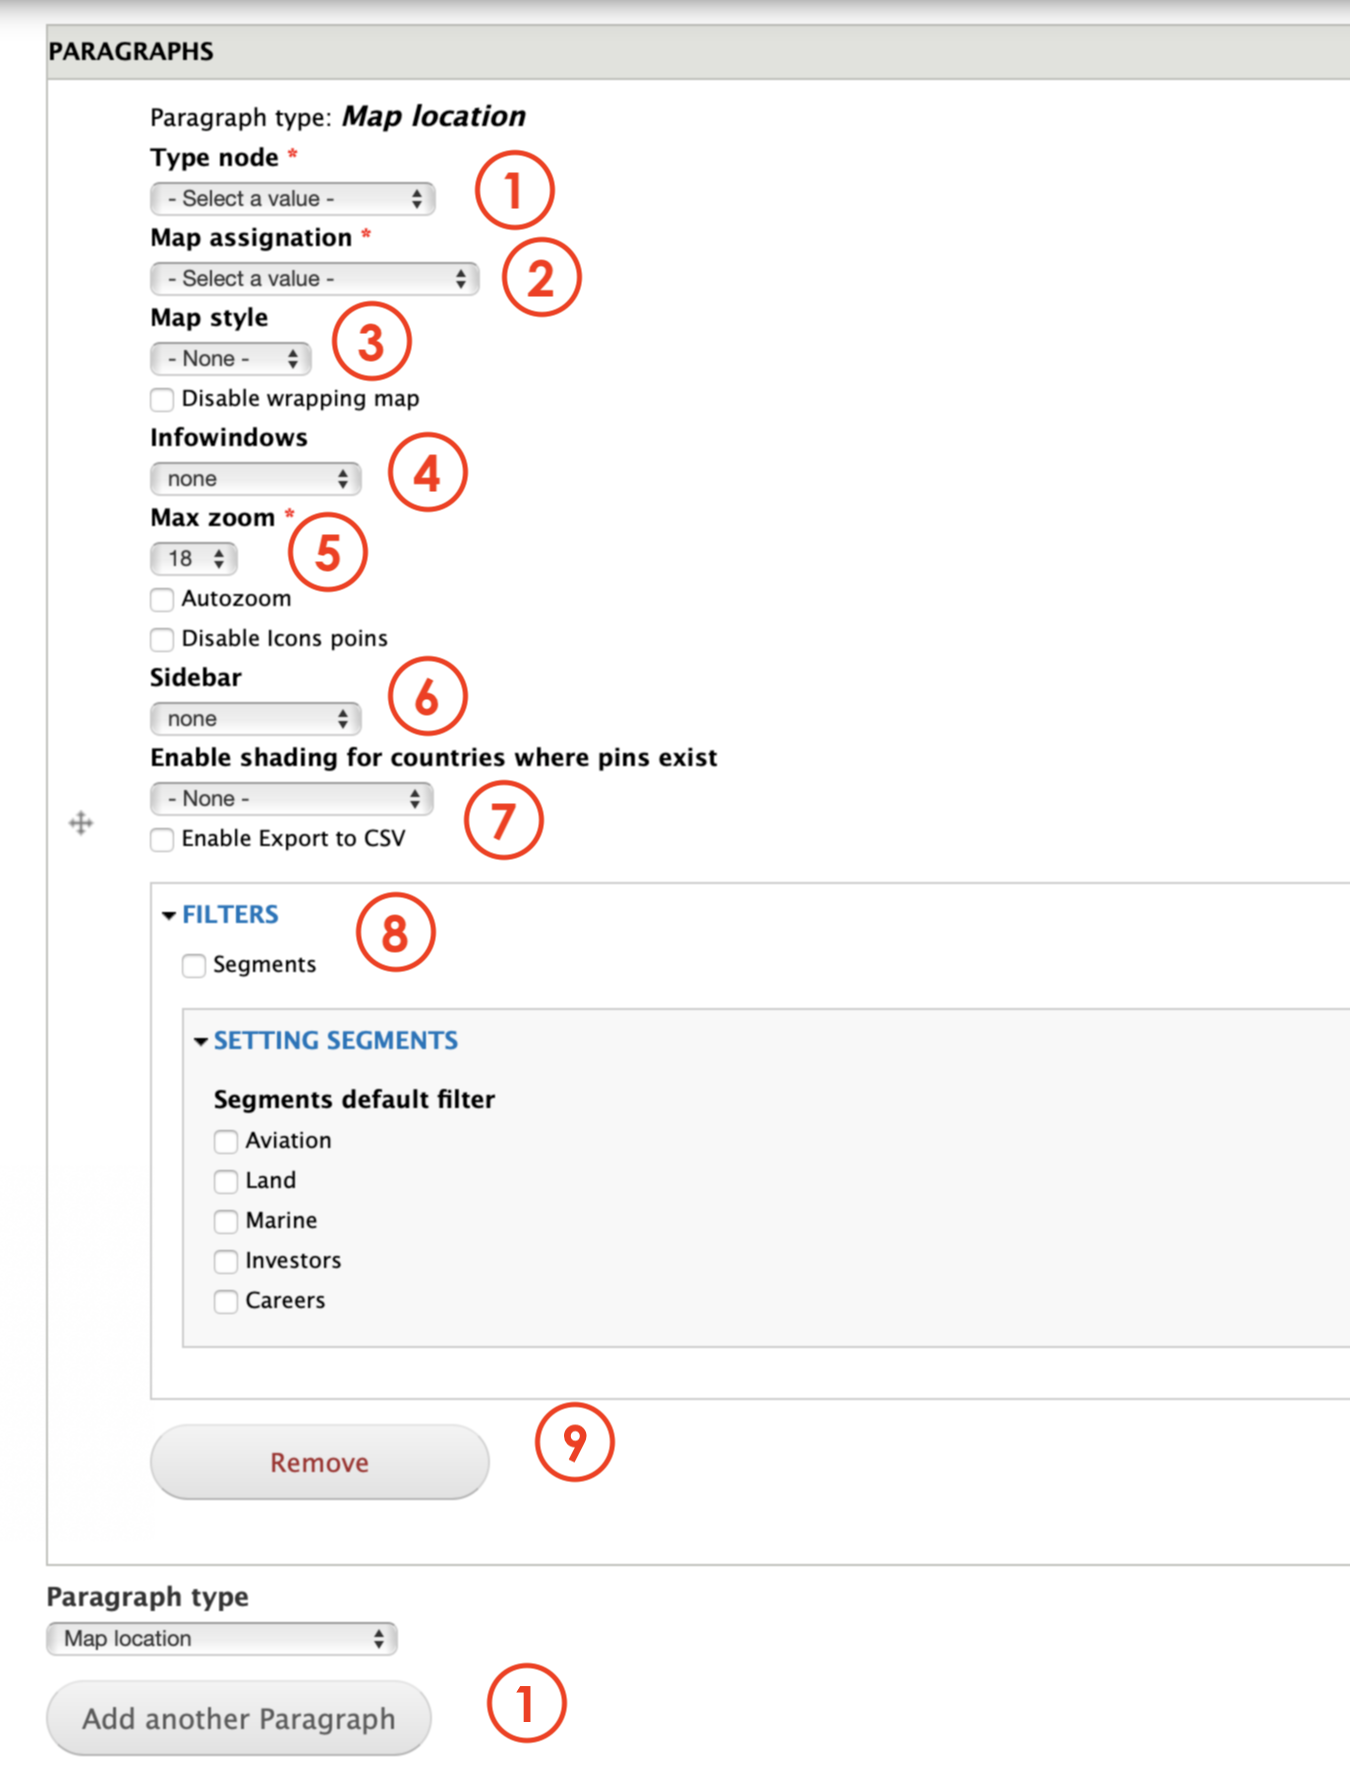 PARAGRAPHS
Paragraph type: Map location
Type node *
- Select a value -
1
Map assignation *
- Select a value -
2
Map style
3
- None -
Disable wrapping map
Infowindows
none
4
Max zoom *
18
5
Autozoom
Disable Icons poins
Sidebar
6
none
Enable shading for countries where pins exist
- None -
7
Enable Export to CSV
FILTERS
8
Segments
SETTING SEGMENTS
Segments default filter
Aviation
Land
Marine
Investors
Careers
Remove
9
Paragraph type
Map location
Add another Paragraph
1